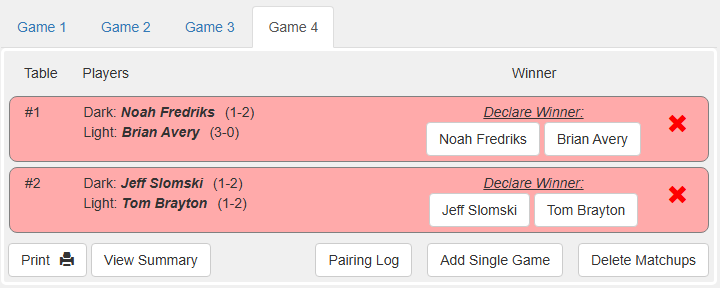 Game 1 Game 2 Game 3 Game 4
Table Players Winner
#1 Dark: Noah Fredriks (1-2) Declare Winner:
Light: Brian Avery (3-0) Noah Fredriks Brian Avery
#2 Dark: Jeff Slomski (1-2) Declare Winner:
Light: Tom Brayton (1-2) Jeff Slomski Tom Brayton
Print View Summary Pairing Log Add Single Game Delete Matchups